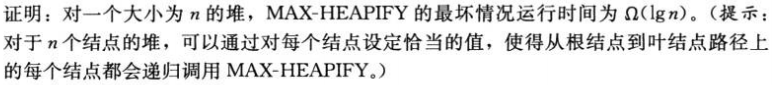 证明：对一个大小为 n 的堆，MAX-HEAPIFY 的最坏情况运行时间为 Ω(lg n)。(提示：
对于 n 个结点的堆，可以通过对每个结点设定恰当的值，使得从根结点到叶结点路径上
的每个结点都会递归调用 MAX-HEAPIFY。)